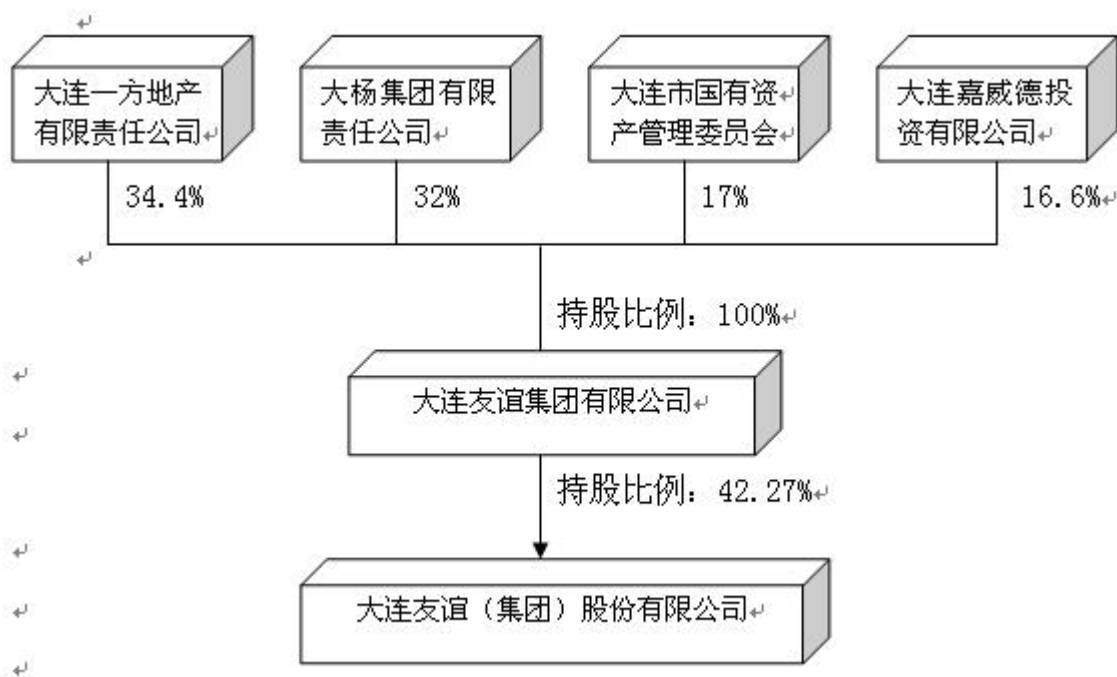 大连一方地产
有限责任公司
大杨集团有限
责任公司
大连市国有资
产管理委员会
大连嘉威德投
资有限公司
34.4%
32%
17%
16.6%
持股比例：100%
大连友谊集团有限公司
持股比例：42.27%
大连友谊（集团）股份有限公司